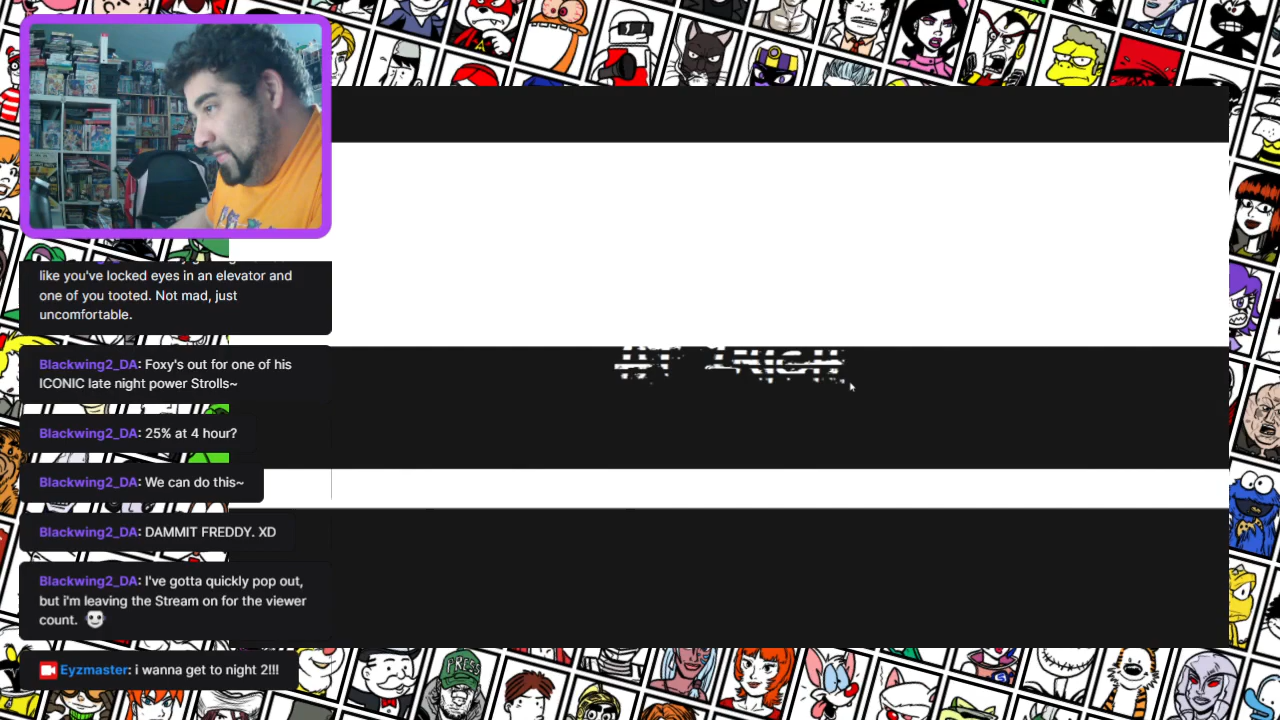 like you've locked eyes in an elevator and
one of you tooted. Not mad, just
uncomfortable.
Blackwing2_DA: Foxy's out for one of his
ICONIC late night power Strolls~
Blackwing2_DA: 25% at 4 hour?
Blackwing2_DA: We can do this~
Blackwing2_DA: DAMMIT FREDDY. XD
Blackwing2_DA: I've gotta quickly pop out,
but i'm leaving the Stream on for the viewer
count.
Eyzmaster: i wanna get to night 2!!!
PRESS